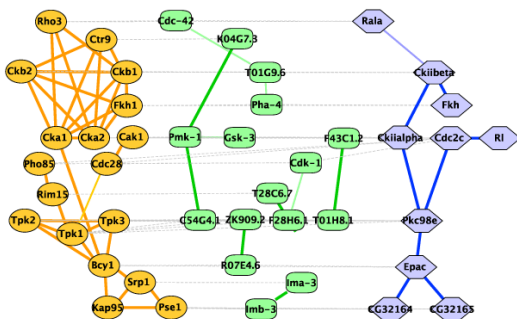 Rho3 Cdc-42 Rala
Ctr9 K04G7.3
Ckb2 Ckb1 T01G9.6 Ckiibeta
Fkh1 Pha-4 Fkh
Cka1 Cka2 Cak1 Pmk-1 Gsk-3 F43C1.2 Ckiialpha Cdc2c Rl
Pho85 Cdc28 Cdk-1
Rim15 T28C6.7
Tpk2 Tpk1 Tpk3 C54G4.1 ZK909.2 F28H6.1 T01H8.1 Pkc98e
Bcy1 R07E4.6 Epac
Srp1 Ima-3
Kap95 Pse1 Imb-3 CG32164 CG32165